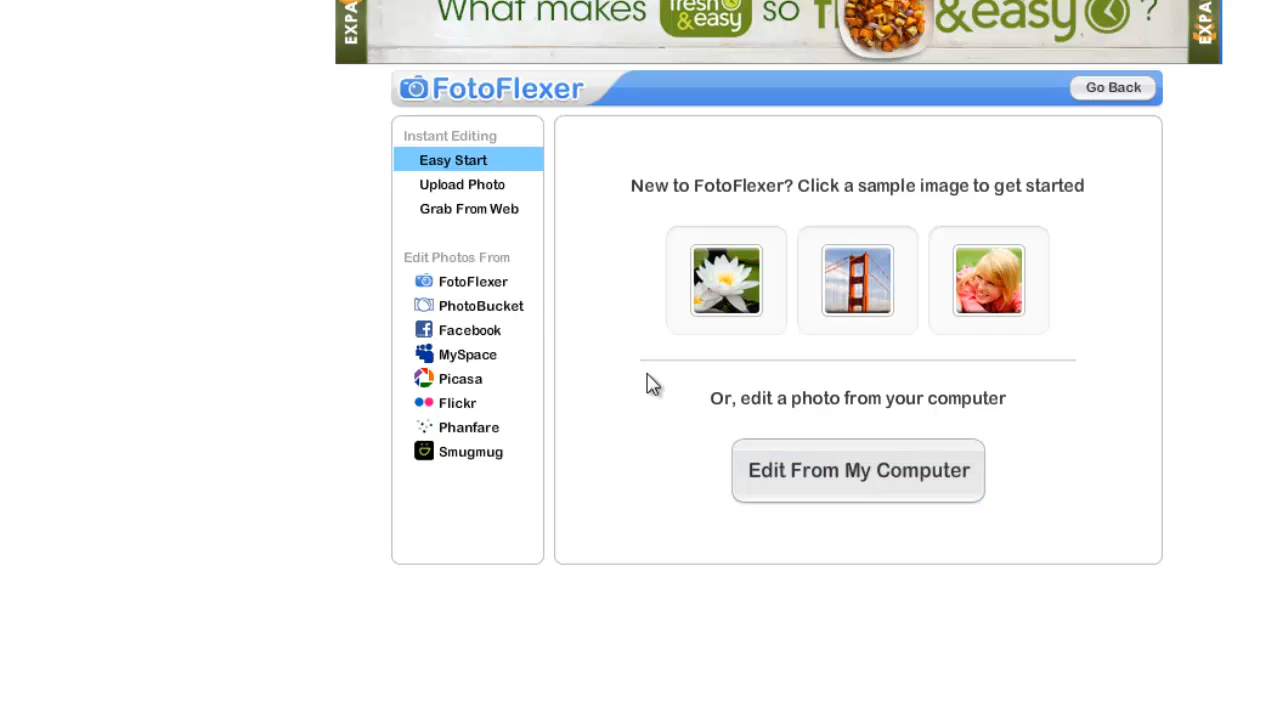 What makes fresh &easy so &easy ?
EXPA
EXPA
FotoFlexer
Go Back
Instant Editing
Easy Start
Upload Photo
Grab From Web
Edit Photos From
FotoFlexer
PhotoBucket
Facebook
MySpace
Picasa
Flickr
Phanfare
Smugmug
New to FotoFlexer? Click a sample image to get started
Or, edit a photo from your computer
Edit From My Computer